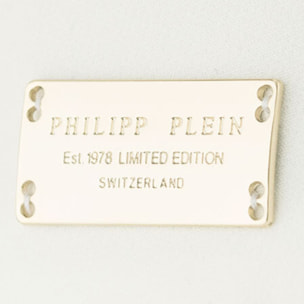 PHILIPP PLEIN
Est. 1978 LIMITED EDITION
SWITZERLAND